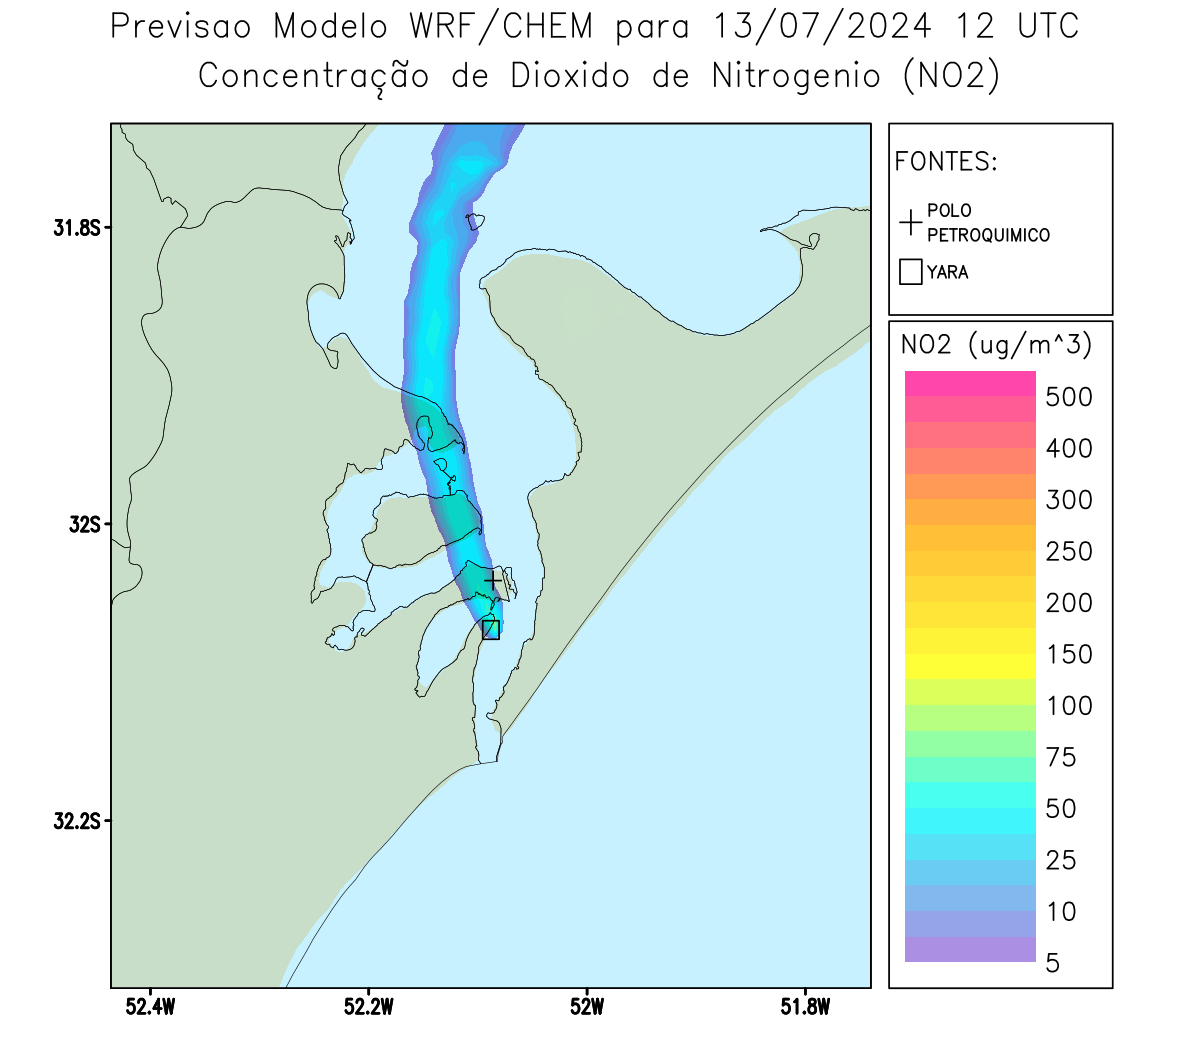 Previsao Modelo WRF/CHEM para 13/07/2024 12 UTC
Concentração de Dioxido de Nitrogenio (NO2)
FONTES:
POLO
PETROQUIMICO
YARA
NO2 (ug/m^3)
500
400
300
250
200
150
100
75
50
25
10
5
31.8S
32S
32.2S
52.4W
52.2W
52W
51.8W